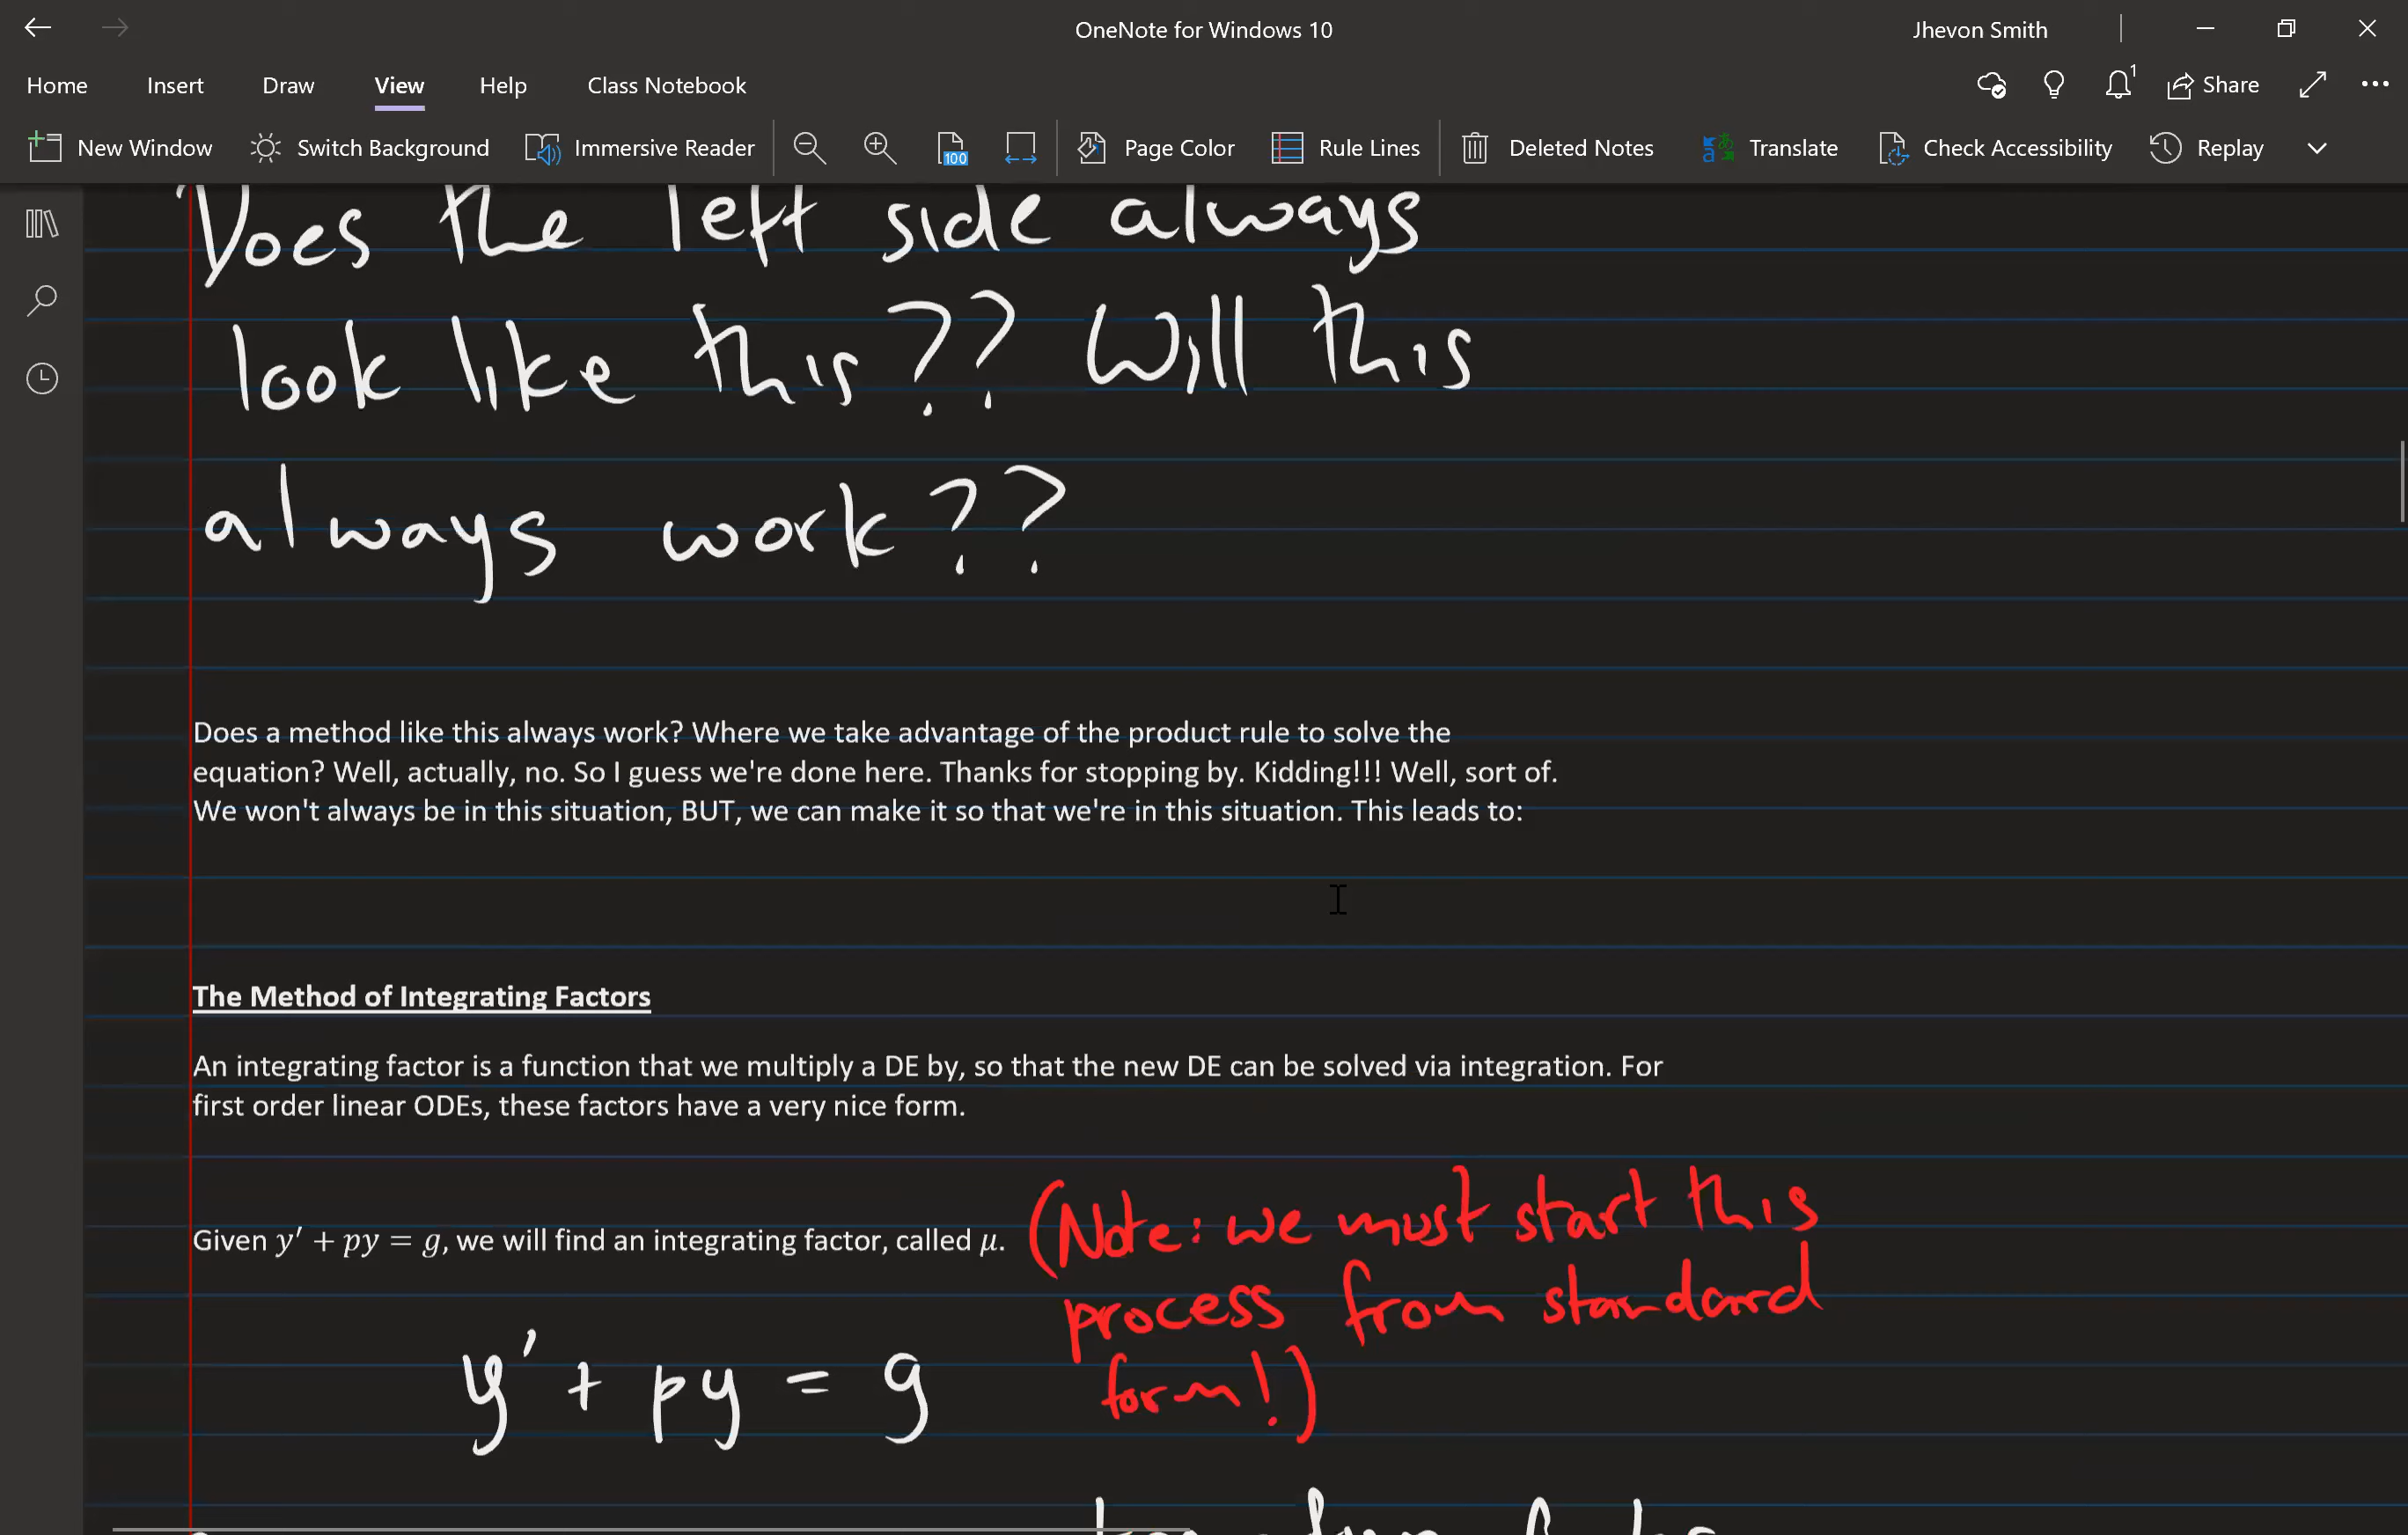 OneNote for Windows 10
Jhevon Smith
Home Insert Draw View Help Class Notebook
1 Share
New Window Switch Background Immersive Reader 100 Page Color Rule Lines Deleted Notes Translate Check Accessibility Replay
Does the left side always
look like this?? Will this
always work??
Does a method like this always work? Where we take advantage of the product rule to solve the
equation? Well, actually, no. So I guess we're done here. Thanks for stopping by. Kidding!!! Well, sort of.
We won't always be in this situation, BUT, we can make it so that we're in this situation. This leads to:
The Method of Integrating Factors
An integrating factor is a function that we multiply a DE by, so that the new DE can be solved via integration. For
first order linear ODEs, these factors have a very nice form.
Given y′ + py = g, we will find an integrating factor, called μ.
(Note: we must start this
process from standard
form!)
y' + py = g